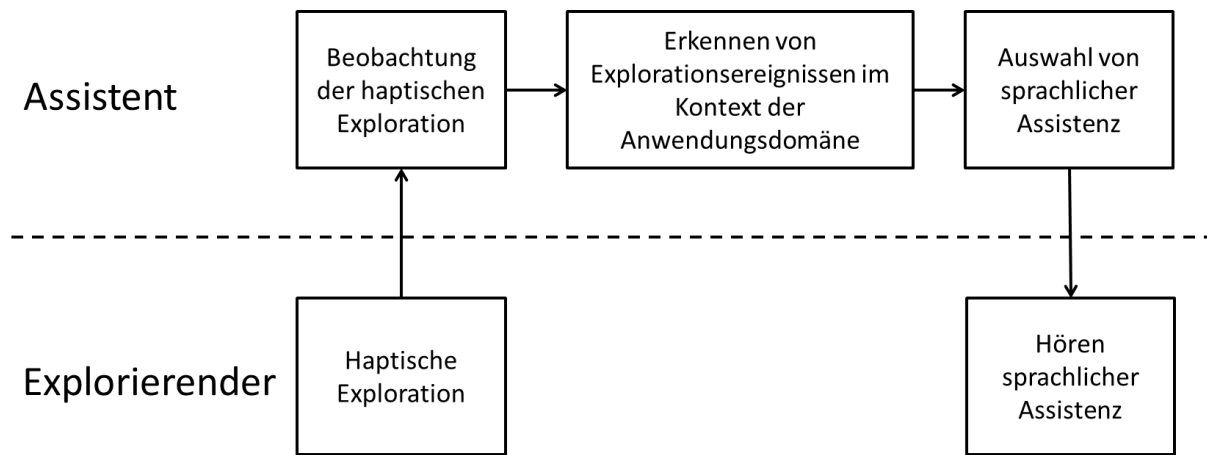 Assistent
Beobachtung
der haptischen
Exploration
Erkennen von
Explorationsereignissen im
Kontext der
Anwendungsdomäne
Auswahl von
sprachlicher
Assistenz
Explorierender
Haptische
Exploration
Hören
sprachlicher
Assistenz